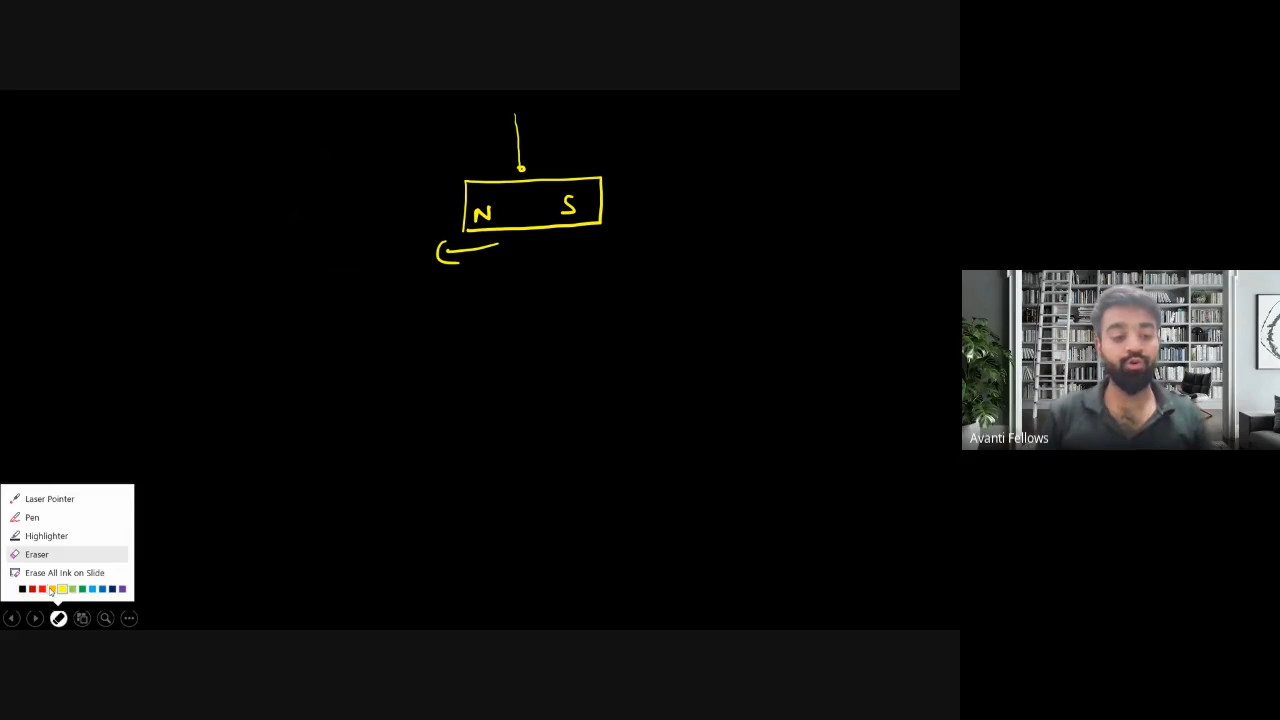 N S
Avanti Fellows
Laser Pointer
Pen
Highlighter
Eraser
Erase All Ink on Slide